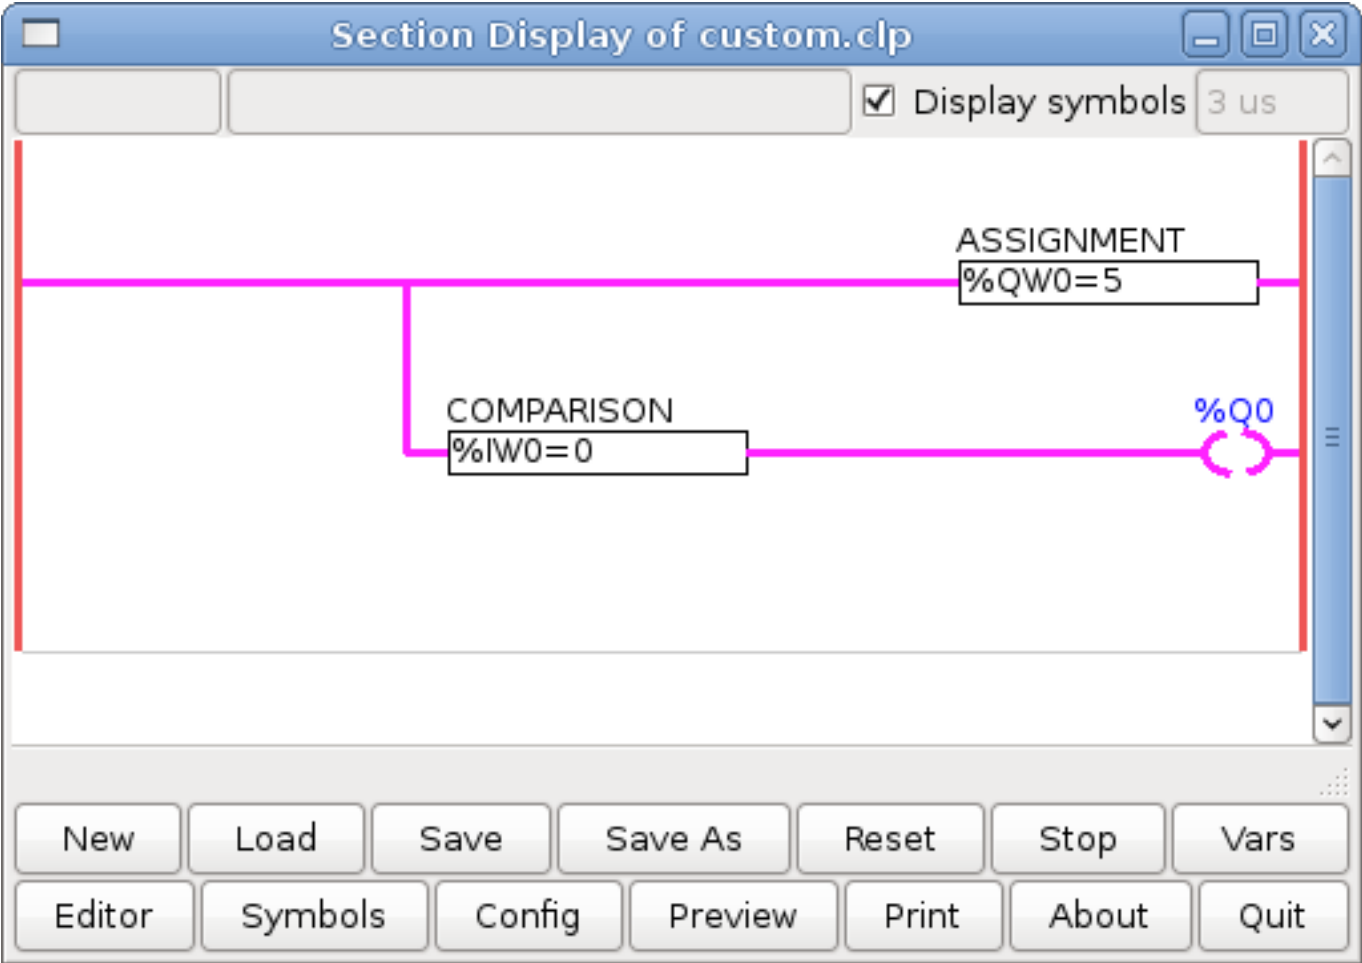 Section Display of custom.clp
Display symbols 3 us
ASSIGNMENT
%QW0=5
COMPARISON %Q0
%IW0=0
New Load Save Save As Reset Stop Vars
Editor Symbols Config Preview Print About Quit